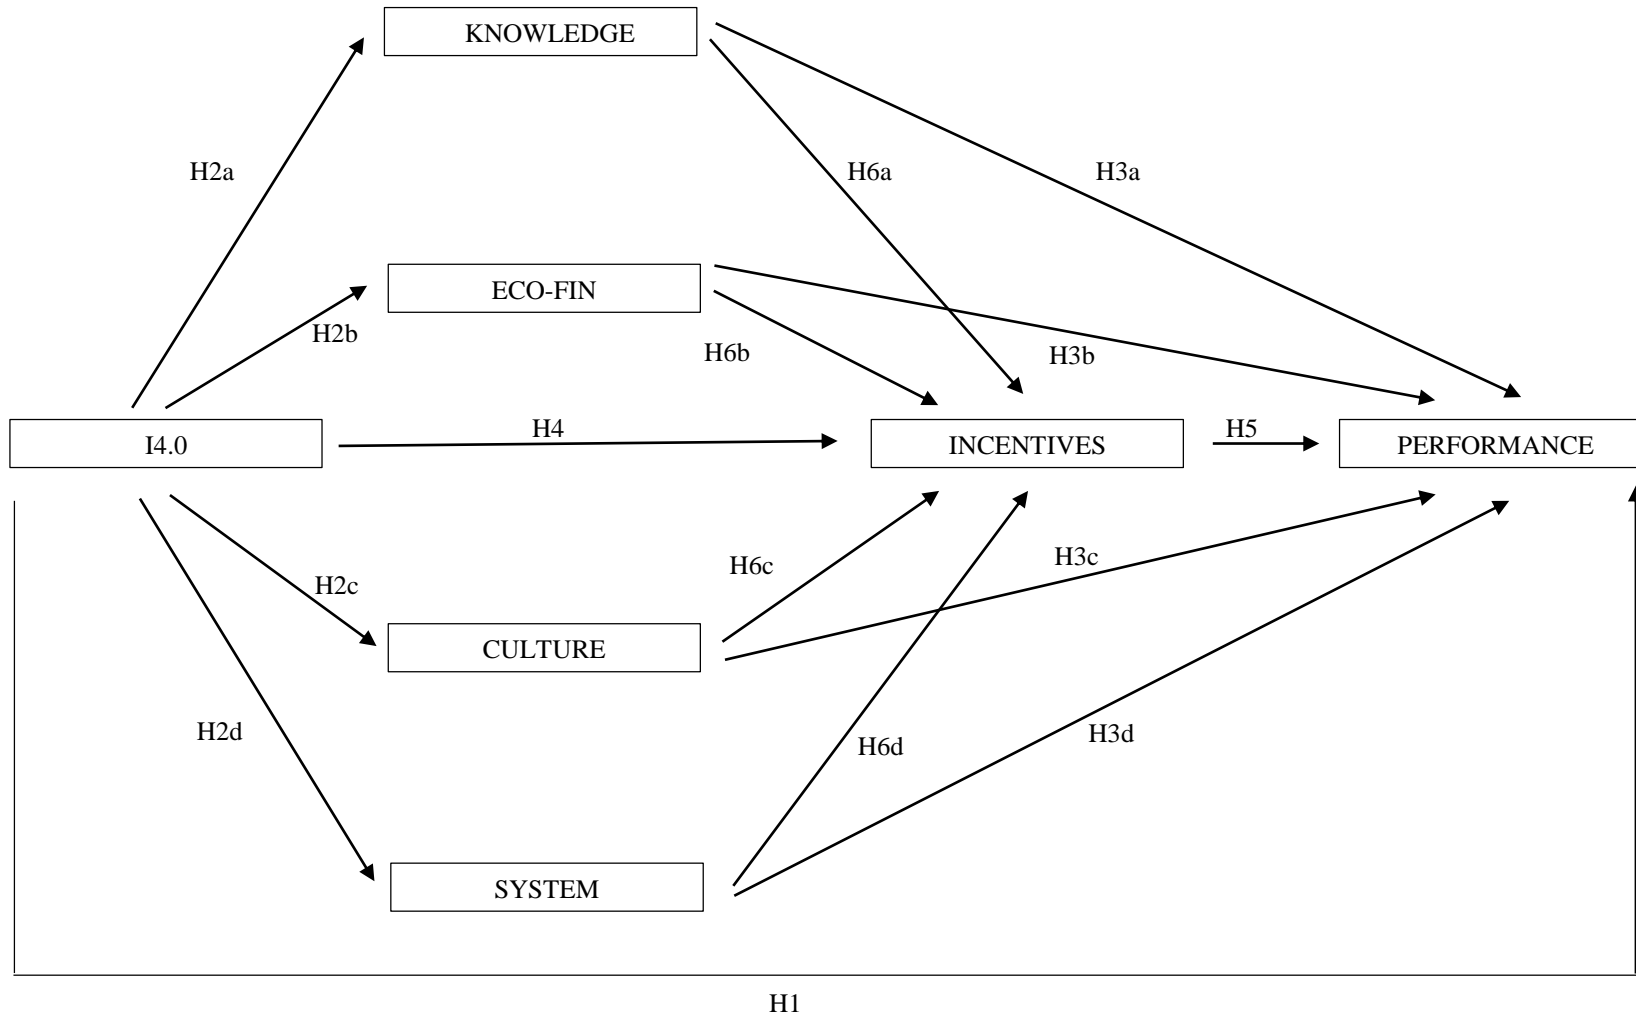 KNOWLEDGE
H2a
H6a
H3a
ECO-FIN
H2b
H6b
H3b
I4.0
H4
INCENTIVES
H5
PERFORMANCE
H6c
H3c
H2c
CULTURE
H2d
H6d
H3d
SYSTEM
H1